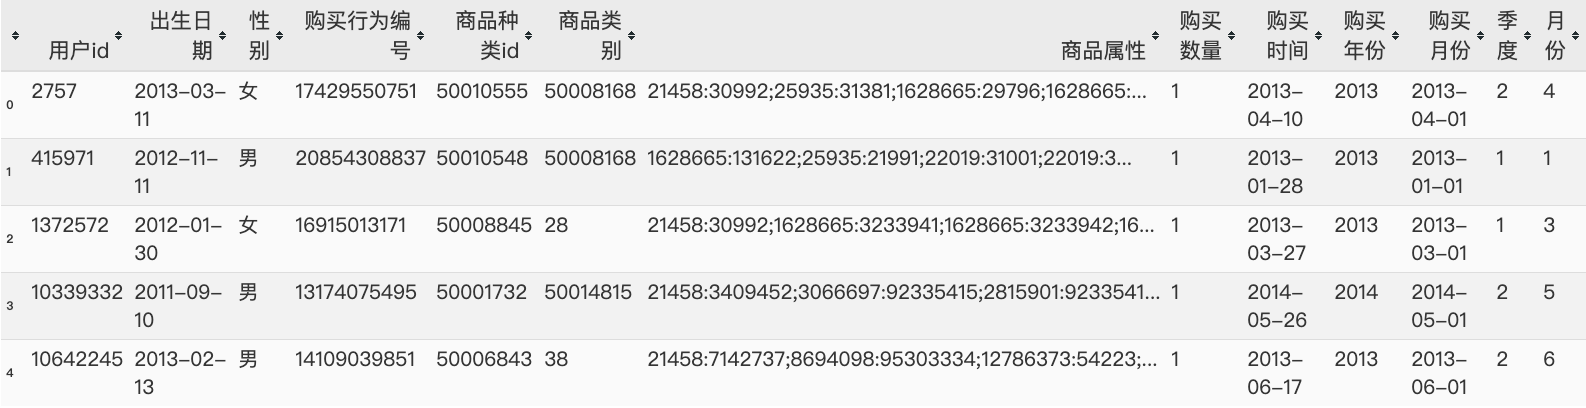 用户id 出生日期 性别 购买行为编号 商品种类id 商品类别 商品属性 购买数量 购买时间 购买年份 购买月份 季度 月份
0 2757 2013-03-11 女 17429550751 50010555 50008168 21458:30992;25935:31381;1628665:29796;1628665:... 1 2013-04-10 2013 2013-04-01 2 4
1 415971 2012-11-11 男 20854308837 50010548 50008168 1628665:131622;25935:21991;22019:31001;22019:3... 1 2013-01-28 2013 2013-01-01 1 1
2 1372572 2012-01-30 女 16915013171 50008845 28 21458:30992;1628665:3233941;1628665:3233942;16... 1 2013-03-27 2013 2013-03-01 1 3
3 10339332 2011-09-10 男 13174075495 50001732 50014815 21458:3409452;3066697:92335415;2815901:9233541... 1 2014-05-26 2014 2014-05-01 2 5
4 10642245 2013-02-13 男 14109039851 50006843 38 21458:7142737;8694098:95303334;12786373:54223;... 1 2013-06-17 2013 2013-06-01 2 6